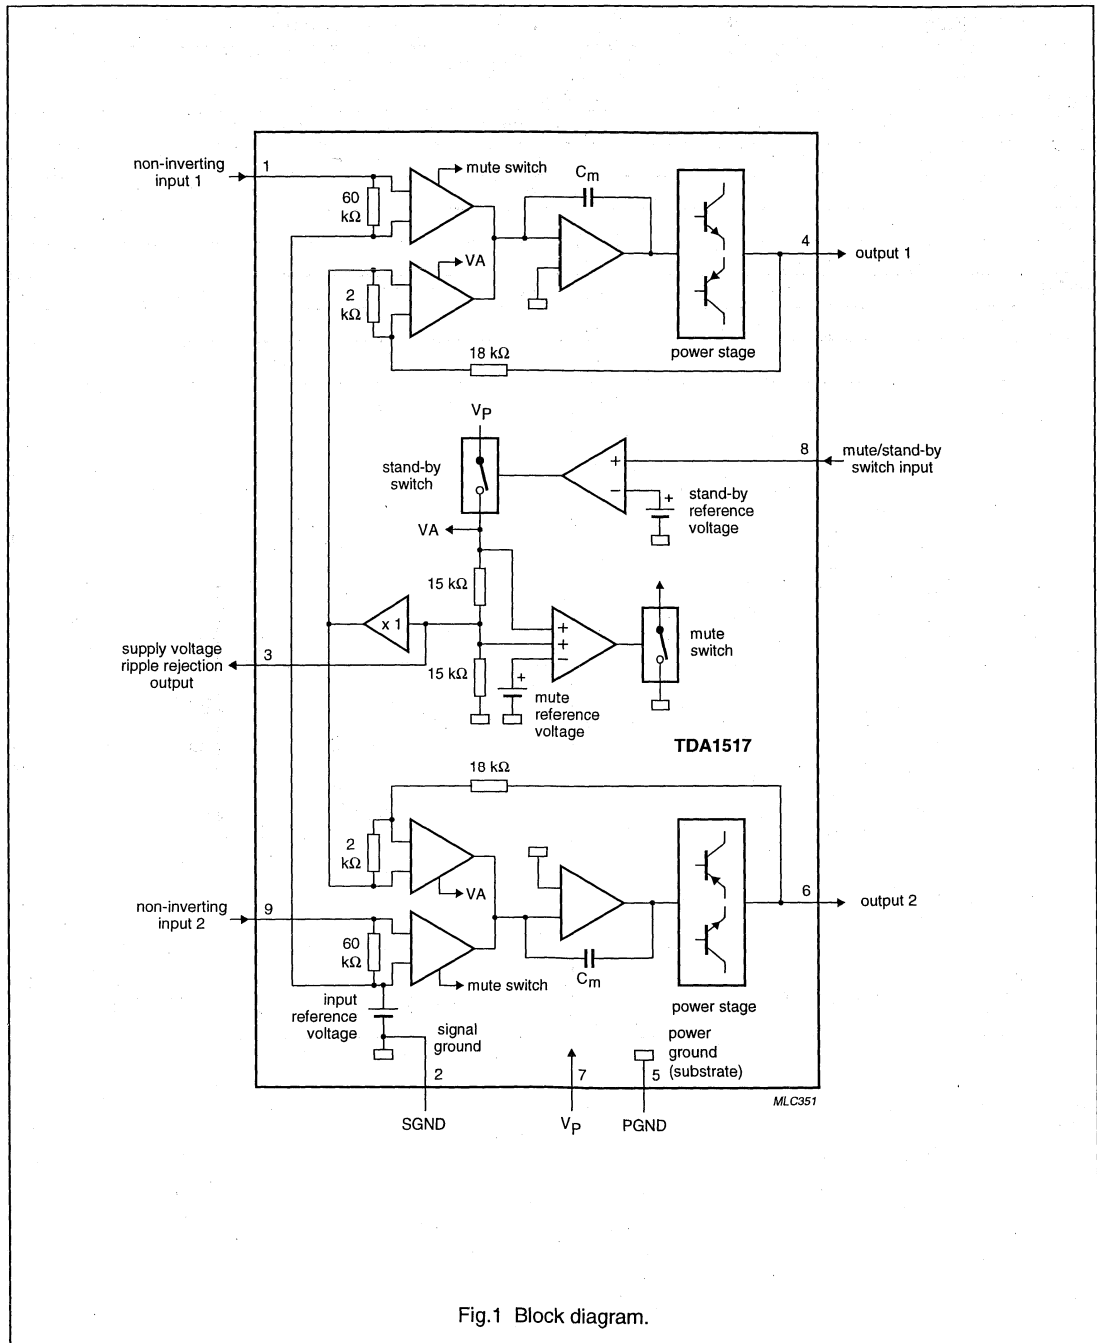 non-inverting
input 1
1
60
kΩ
mute switch
Cm
VA
2
kΩ
18 kΩ
power stage
4
output 1
VP
stand-by
switch
+
−
8
mute/stand-by
switch input
+
stand-by
reference
voltage
VA
15 kΩ
x 1
supply voltage
ripple rejection
output
3
15 kΩ
+
+
−
+
mute
reference
voltage
mute
switch
TDA1517
18 kΩ
2
kΩ
VA
non-inverting
input 2
9
60
kΩ
mute switch
Cm
power stage
6
output 2
input
reference
voltage
signal
ground
power
ground
(substrate)
2
7
5
MLC351
SGND
VP
PGND
Fig.1 Block diagram.